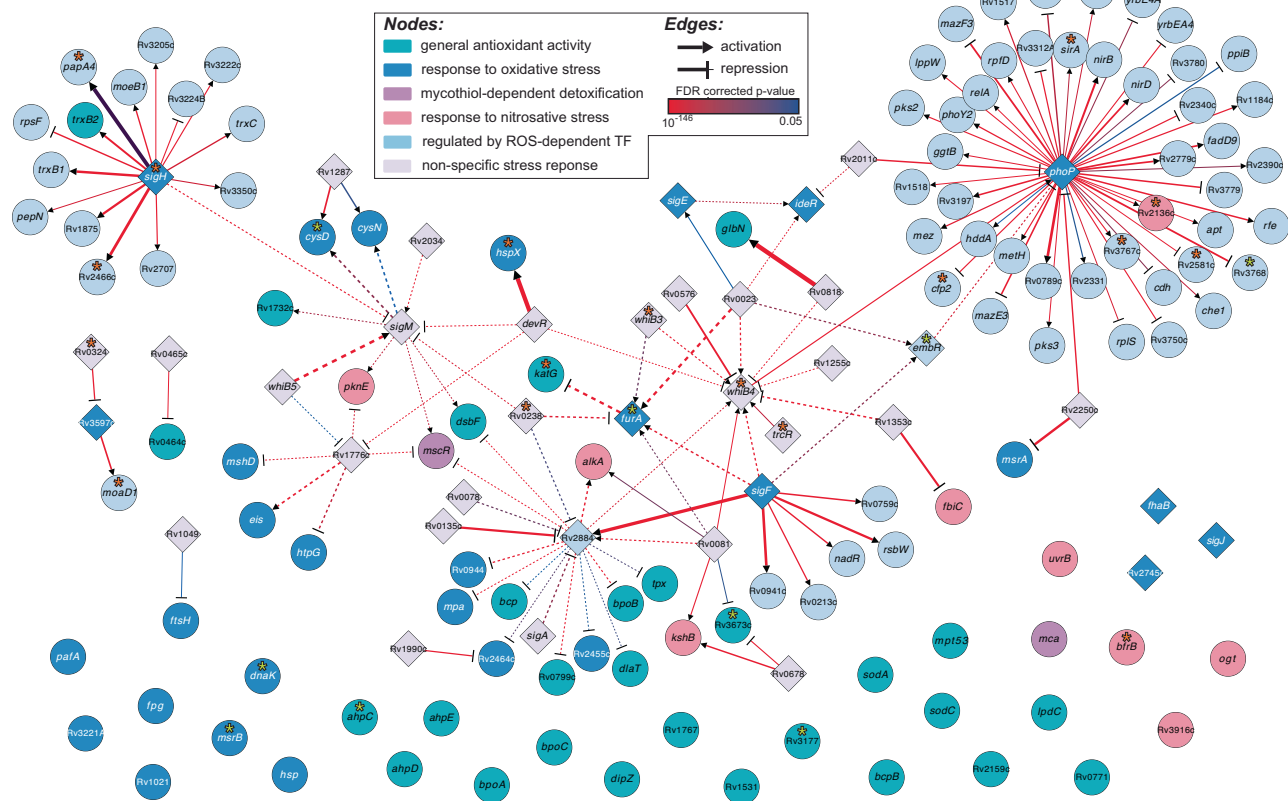 Nodes:
general antioxidant activity
response to oxidative stress
mycothiol-dependent detoxification
response to nitrosative stress
regulated by ROS-dependent TF
non-specific stress reponse
Edges:
activation
repression
FDR corrected p-value
10-146
0.05
Rv3205c
papA4
moeB1
Rv3222c
Rv3224B
rpsF
trxB2
trxC
trxB1
sigH
Rv3350c
pepN
Rv1875
Rv2466c
Rv2707
Rv1517
yrbE4A
mazF3
yrbEA4
Rv3312A
sirA
nirB
lppW
rpfD
Rv3780
ppiB
relA
nirD
pks2
phoY2
Rv2340c
Rv1184c
ggtB
fadD9
Rv2779c
Rv2390c
phoP
Rv1518
Rv3197
Rv3779
Rv2136c
mez
hddA
apt
rfe
metH
Rv3767c
Rv2581c
Rv3768
cfp2
Rv0789c
Rv2331
cdh
mazE3
che1
pks3
rplS
Rv3750c
Rv1287
Rv2011c
cysD
cysN
Rv2034
hspX
sigE
ideR
glbN
Rv1732c
sigM
devR
Rv0576
Rv0023
Rv0818
whiB3
embR
Rv0324
Rv0465c
whiB5
pknE
katG
whiB4
Rv1255c
Rv3597c
Rv0464c
dsbF
Rv0238
furA
trcR
Rv1353c
Rv2250c
mshD
Rv1776c
mscR
alkA
msrA
moaD1
Rv0078
sigF
Rv0759c
fbiC
eis
Rv0135c
fhaB
Rv1049
htpG
Rv2884
Rv0081
nadR
rsbW
sigJ
uvrB
Rv0944
tpx
Rv2745c
mpa
bcp
bpoB
Rv0941c
Rv0213c
ftsH
sigA
kshB
Rv3673c
mpt53
mca
bfrB
ogt
pafA
Rv1990c
Rv2464c
Rv2455c
Rv0799c
dlaT
Rv0678
sodA
dnaK
fpg
ahpC
ahpE
sodC
lpdC
Rv3221A
msrB
bpoC
Rv1767
Rv3177
Rv3916c
Rv1021
hsp
ahpD
bpoA
dipZ
Rv1531
bcpB
Rv2159c
Rv0771